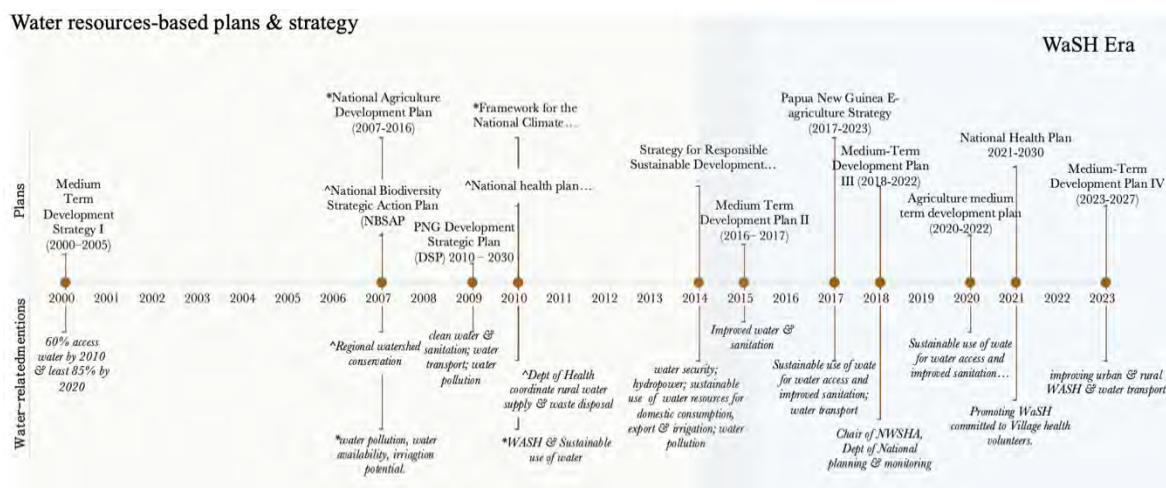 Water resources-based plans & strategy
WaSH Era
Plans
Medium
Term
Development
Strategy I
(2000–2005)
*National Agriculture
Development Plan
(2007-2016)
^National Biodiversity
Strategic Action Plan
(NBSAP
PNG Development
Strategic Plan
(DSP) 2010 – 2030
*Framework for the
National Climate…
^National health plan…
Strategy for Responsible
Sustainable Development…
Medium Term
Development Plan II
(2016– 2017)
Papua New Guinea E-
agriculture Strategy
(2017-2023)
Medium-Term
Development Plan
III (2018-2022)
Agriculture medium
term development plan
(2020-2022)
National Health Plan
2021-2030
Medium-Term
Development Plan IV
(2023-2027)
2000 2001 2002 2003 2004 2005 2006 2007 2008 2009 2010 2011 2012 2013 2014 2015 2016 2017 2018 2019 2020 2021 2022 2023
Water-relatedmentions
60% access
water by 2010
& least 85% by
2020
^Regional watershed
conservation
*water pollution, water
availability, irriagtion
potential.
clean wafer &
sanitation; water
transport; water
pollution
^Dept of Health
coordinate rural water
supply & waste disposal
*WASH & Sustainable
use of water
water security;
hydropower; sustainable
use of water resources for
domestic consumption,
export & irrigation; water
pollution
Improved water &
sanitation
Sustainable use of wate
for water access and
improved sanitation;
water transport
Chair of NWSHA,
Dept of National
planning & monitoring
Sustainable use of wate
for water access and
improved sanitation…
Promoting WaSH
committed to Village health
volunteers.
improving urban & rural
WASH & water transport